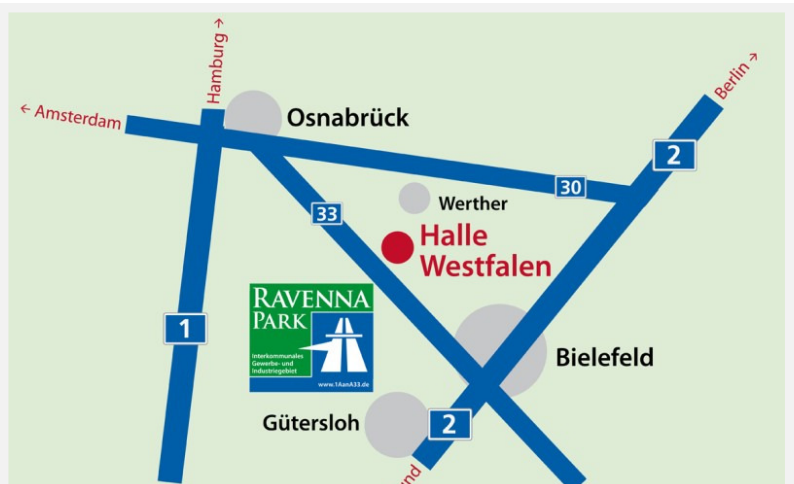 Hamburg →
← Amsterdam
Osnabrück
Berlin →
2
30
Werther
33
Halle
Westfalen
RAVENNA
PARK
1
Interkommunales
Gewerbe- und
Industriegebiet
www.1AanA33.de
Bielefeld
Gütersloh
2